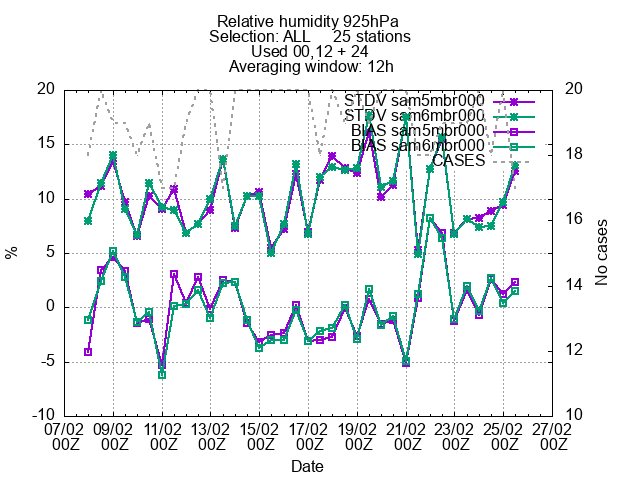 Relative humidity 925hPa
Selection: ALL 25 stations
Used 00,12 + 24
Averaging window: 12h
20 20
STDV sam5mbr000
STDV sam6mbr000
BIAS sam5mbr000
BIAS sam6mbr000
CASES
15
18
10
16
5
14
0
12
-5
-10 10
%
No cases
07/02 09/02 11/02 13/02 15/02 17/02 19/02 21/02 23/02 25/02 27/02
00Z 00Z 00Z 00Z 00Z 00Z 00Z 00Z 00Z 00Z 00Z
Date